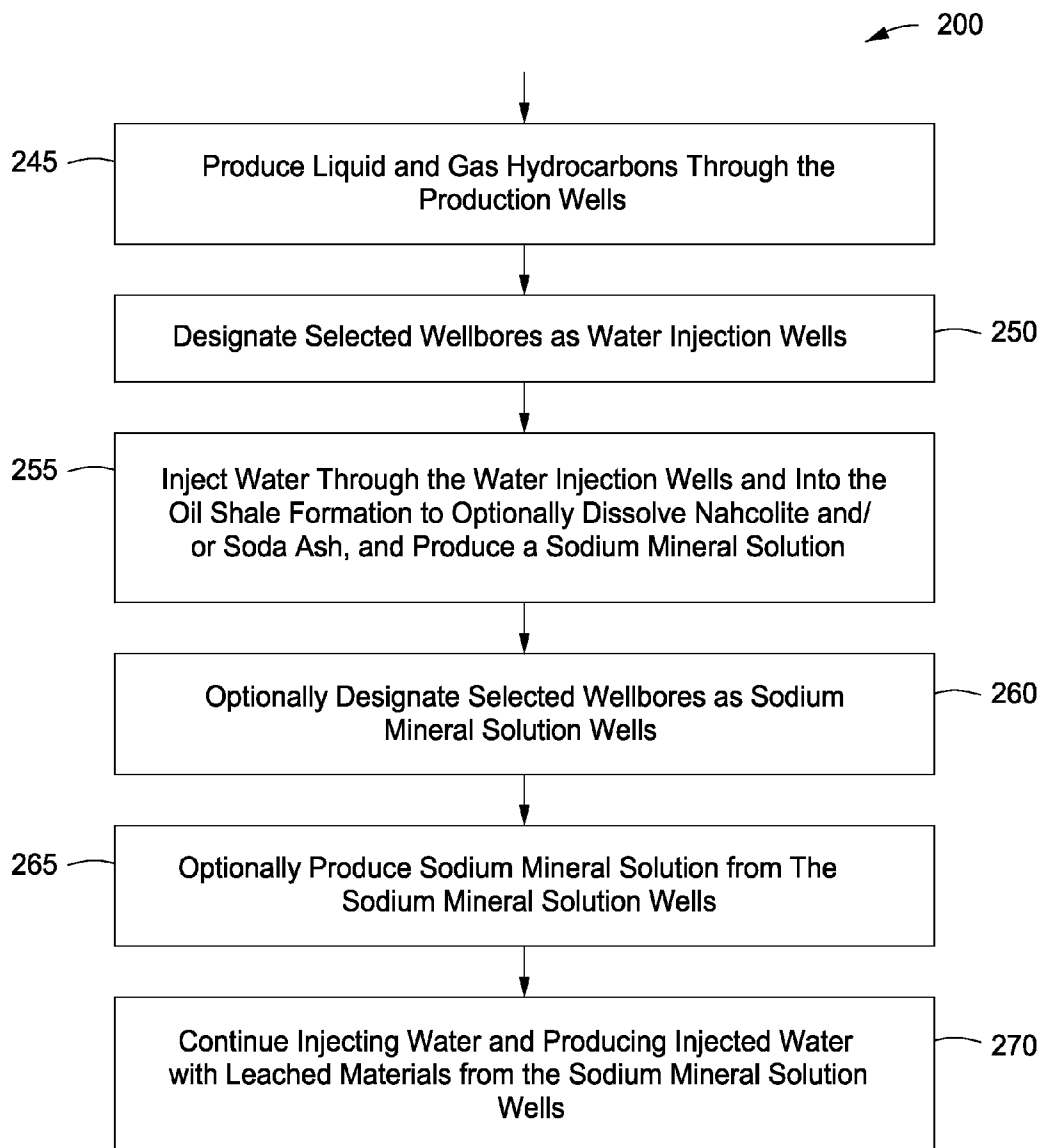 200
245
Produce Liquid and Gas Hydrocarbons Through the
Production Wells
Designate Selected Wellbores as Water Injection Wells
250
255
Inject Water Through the Water Injection Wells and Into the
Oil Shale Formation to Optionally Dissolve Nahcolite and/
or Soda Ash, and Produce a Sodium Mineral Solution
Optionally Designate Selected Wellbores as Sodium
Mineral Solution Wells
260
265
Optionally Produce Sodium Mineral Solution from The
Sodium Mineral Solution Wells
Continue Injecting Water and Producing Injected Water
with Leached Materials from the Sodium Mineral Solution
Wells
270